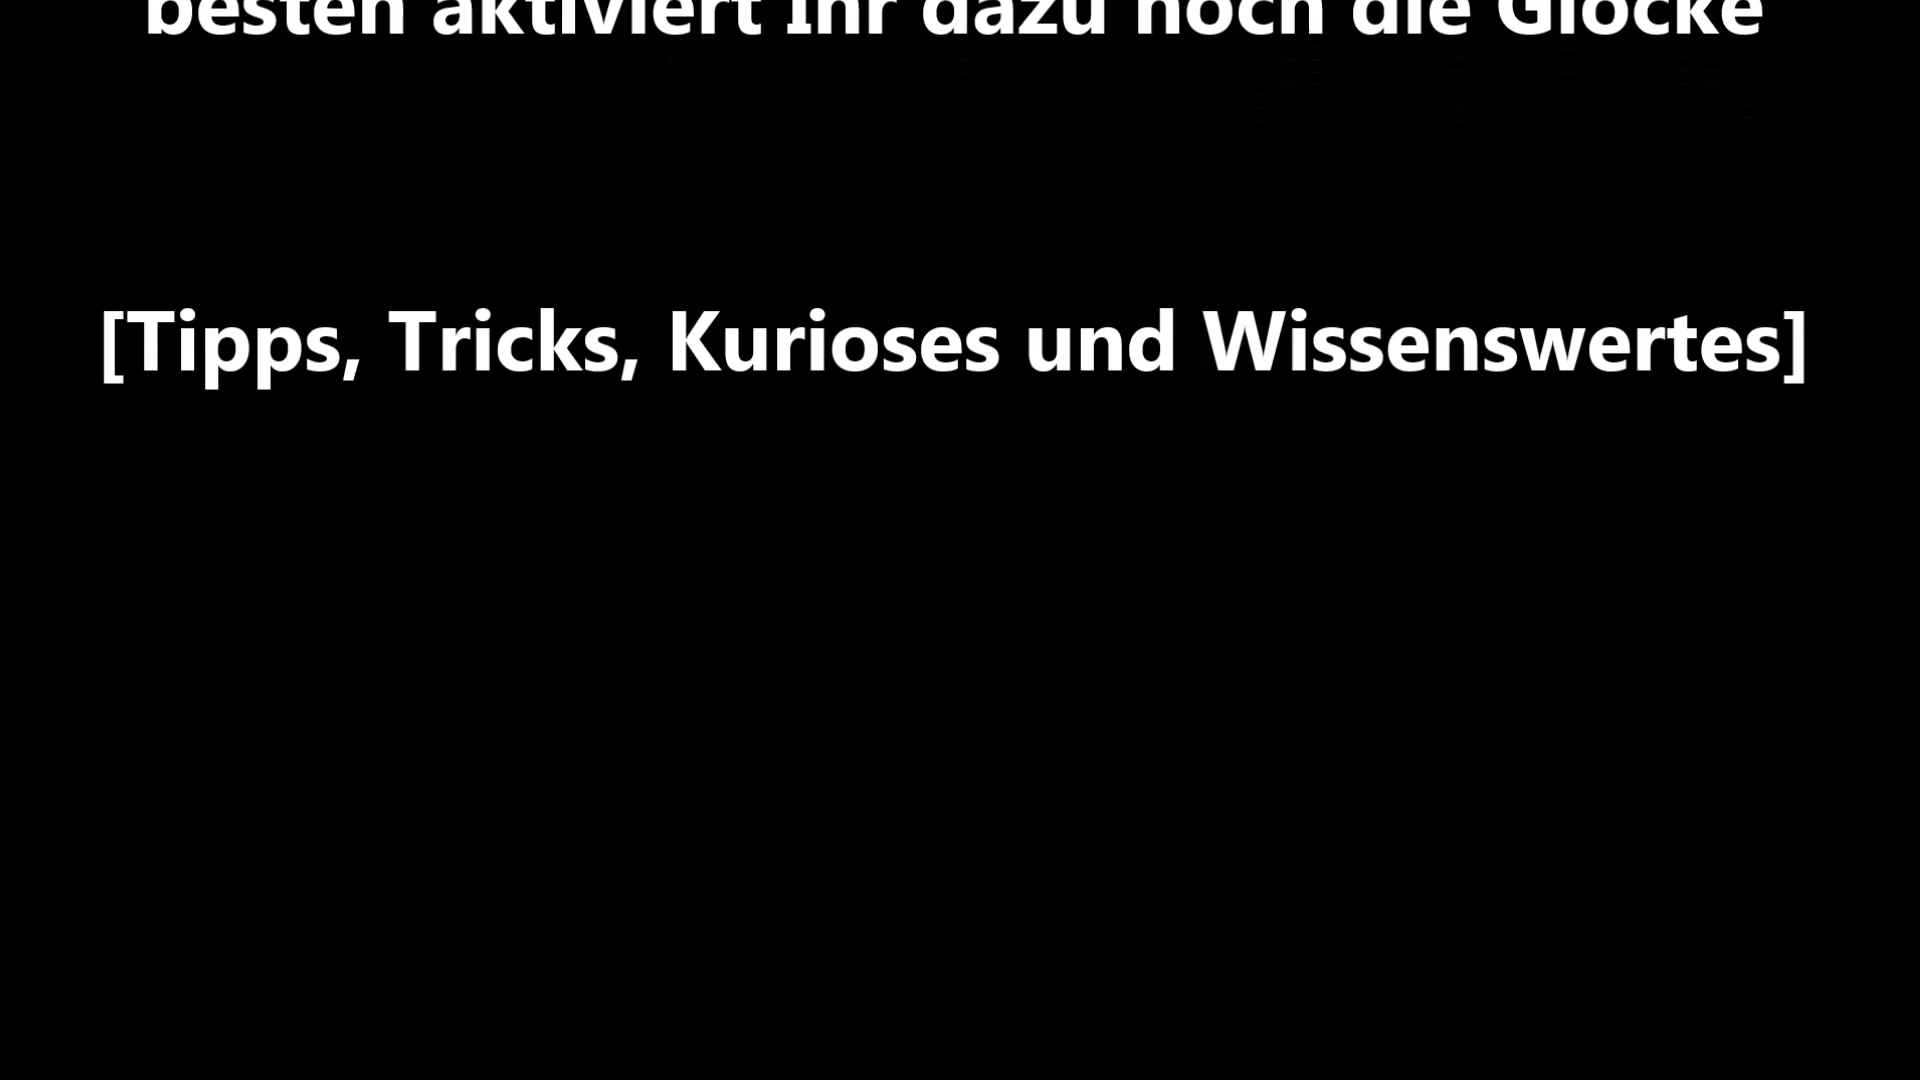 besten aktiviert Ihr dazu noch die Glocke
[Tipps, Tricks, Kurioses und Wissenswertes]